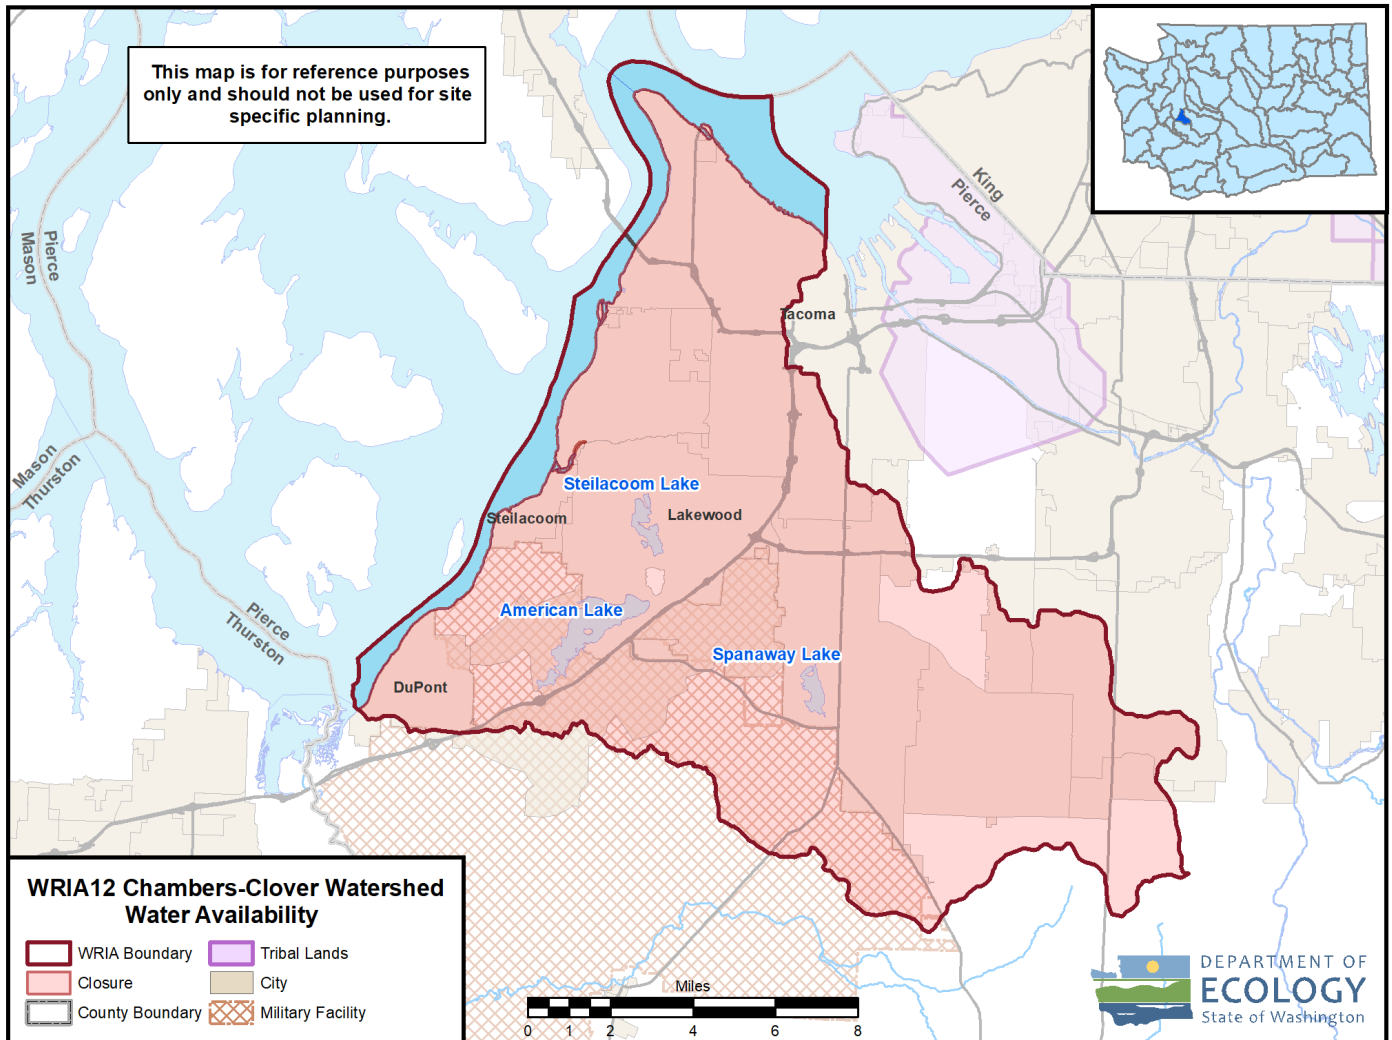 This map is for reference purposes
only and should not be used for site
specific planning.
King
Pierce
Pierce
Mason
Tacoma
Mason
Thurston
Steilacoom Lake
Steilacoom
Lakewood
American Lake
Pierce
Thurston
Spanaway Lake
DuPont
WRIA12 Chambers-Clover Watershed
Water Availability
WRIA Boundary
Tribal Lands
Closure
City
County Boundary
Military Facility
Miles
0 1 2 4 6 8
DEPARTMENT OF
ECOLOGY
State of Washington